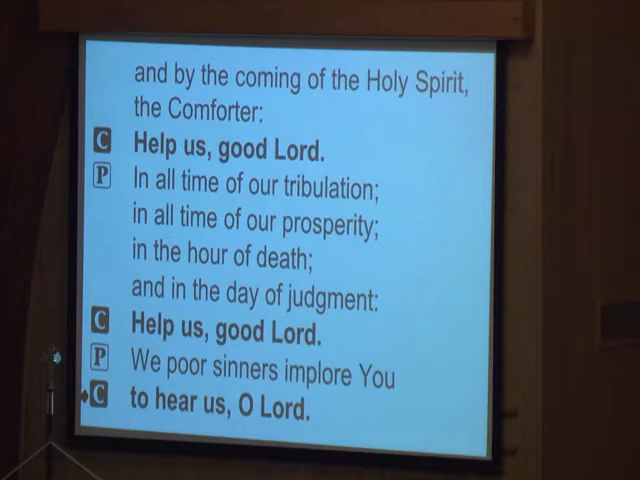 and by the coming of the Holy Spirit,
the Comforter:
C Help us, good Lord.
P In all time of our tribulation;
in all time of our prosperity;
in the hour of death;
and in the day of judgment:
C Help us, good Lord.
P We poor sinners implore You
C to hear us, O Lord.